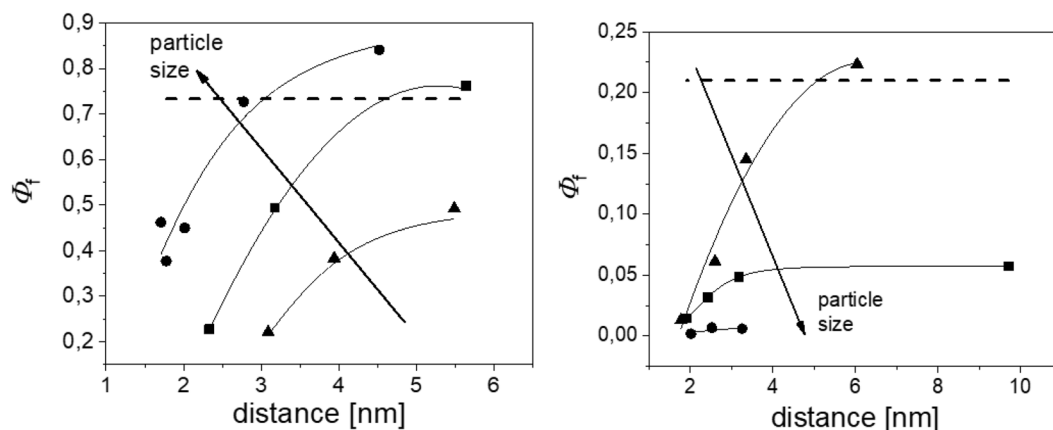 0,9
0,8
0,7
0,6
0,5
0,4
0,3
0,2
Φf
particle
size
1 2 3 4 5 6
distance [nm]
0,25
0,20
0,15
0,10
0,05
0,00
Φf
particle
size
2 4 6 8 10
distance [nm]